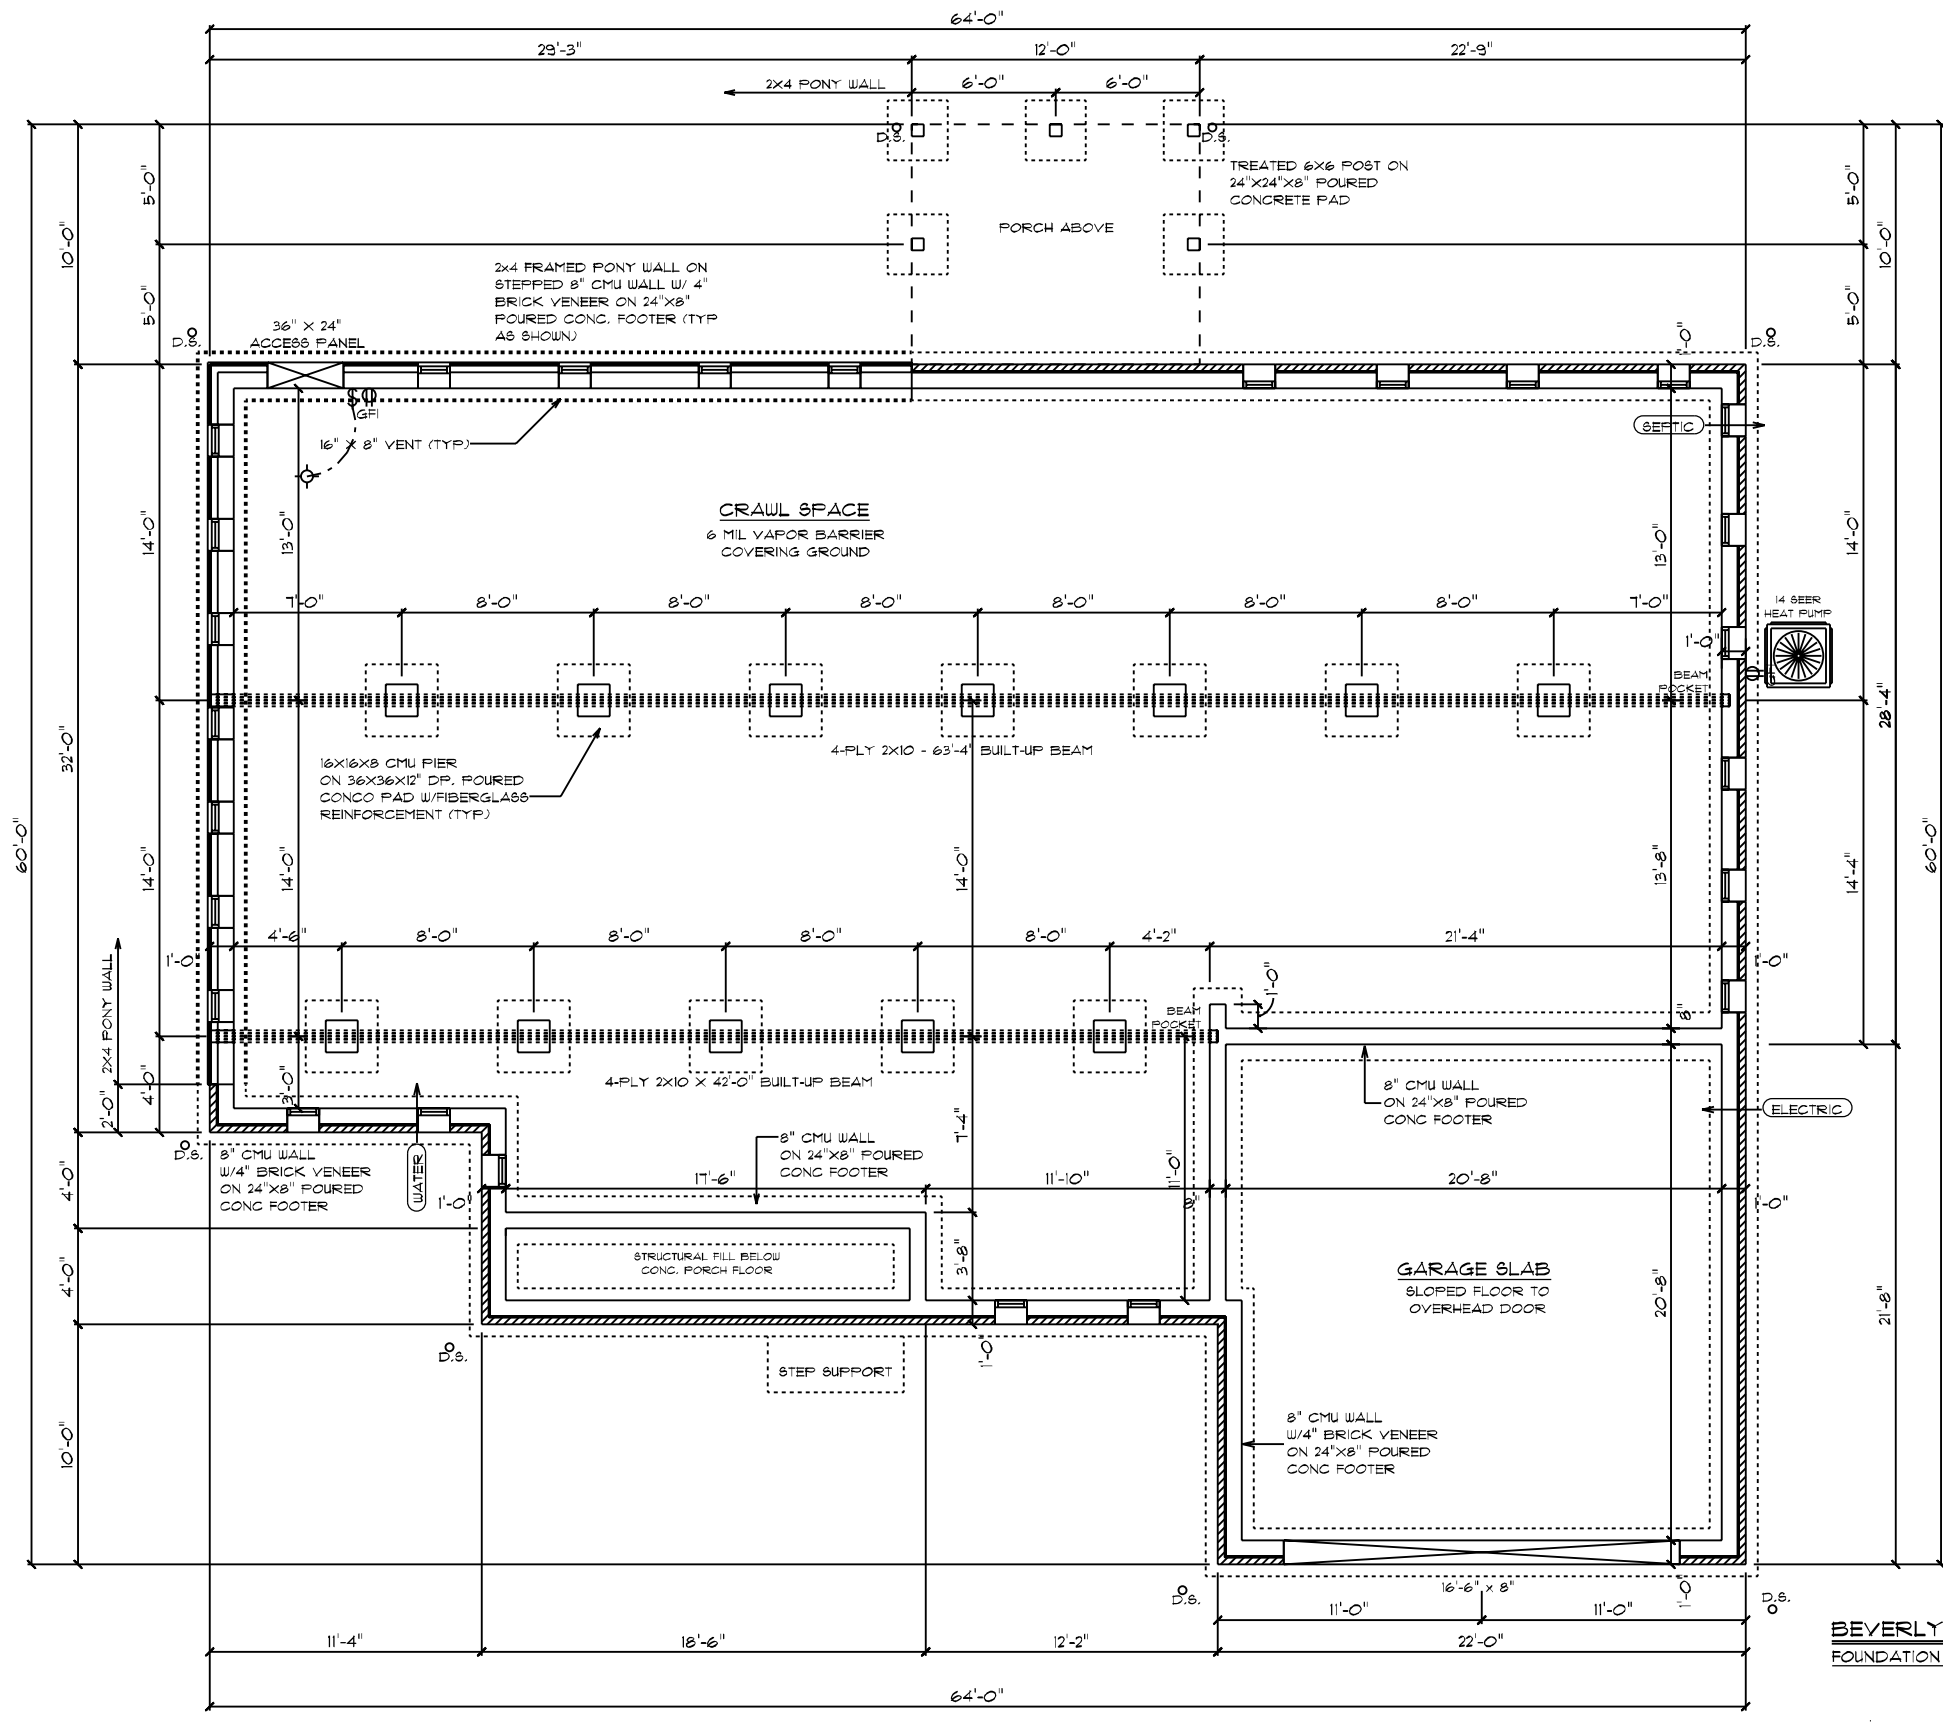 64'-0"
29'-3"
12'-0"
22'-9"
2X4 PONY WALL
6'-0"
6'-0"
D.S.
D.S.
TREATED 6X6 POST ON
24"X24"X8" POURED
CONCRETE PAD
5'-0"
5'-0"
10'-0"
10'-0"
PORCH ABOVE
2x4 FRAMED PONY WALL ON
STEPPED 8" CMU WALL W/ 4"
BRICK VENEER ON 24"X8"
POURED CONC. FOOTER (TYP
AS SHOWN)
5'-0"
5'-0"
D.S.
36" X 24"
ACCESS PANEL
1'-0"
D.S.
GFI
16" X 8" VENT (TYP)
SEPTIC
CRAWL SPACE
6 MIL VAPOR BARRIER
COVERING GROUND
14'-0"
13'-0"
13'-0"
14'-0"
7'-0"
8'-0"
8'-0"
8'-0"
8'-0"
8'-0"
8'-0"
7'-0"
14 SEER
HEAT PUMP
1'-0"
BEAM
POCKET
28'-4"
32'-0"
4-PLY 2X10 - 63'-4" BUILT-UP BEAM
16X16X8 CMU PIER
ON 36X36X12" DP. POURED
CONCO PAD W/FIBERGLASS
REINFORCEMENT (TYP.)
60'-0"
60'-0"
14'-0"
14'-0"
14'-0"
13'-8"
14'-4"
4'-6"
8'-0"
8'-0"
8'-0"
8'-0"
4'-2"
21'-4"
1'-0"
1'-0"
2X4 PONY WALL
1'-0"
BEAM
POCKET
8"
2'-0"
4'-0"
3'-0"
4-PLY 2X10 X 42'-0" BUILT-UP BEAM
8" CMU WALL
ON 24"X8" POURED
CONC FOOTER
ELECTRIC
D.S.
8" CMU WALL
W/4" BRICK VENEER
ON 24"X8" POURED
CONC FOOTER
WATER
8" CMU WALL
ON 24"X8" POURED
CONC FOOTER
7'-4"
11'-0"
4'-0"
1'-0"
17'-6"
11'-10"
8"
20'-8"
1'-0"
STRUCTURAL FILL BELOW
CONC. PORCH FLOOR
3'-8"
4'-0"
GARAGE SLAB
SLOPED FLOOR TO
OVERHEAD DOOR
20'-8"
21'-8"
D.S.
STEP SUPPORT
1'-0"
10'-0"
8" CMU WALL
W/4" BRICK VENEER
ON 24"X8" POURED
CONC FOOTER
D.S.
16'-6" x 8"
1'-0"
D.S.
11'-0"
11'-0"
11'-4"
18'-6"
12'-2"
22'-0"
64'-0"
BEVERLY
FOUNDATION